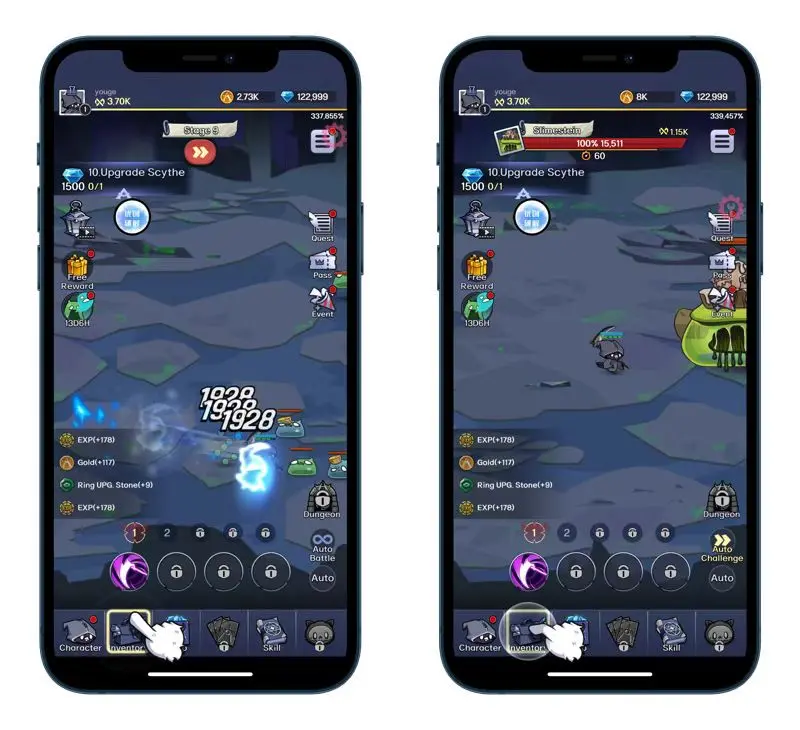 youge
3.70K
2.73K
122,999
1
337,855%
Stage 9
10.Upgrade Scythe
1500 0/1
Quest
Free
Reward
Pass
13D6H
Event
1928
1928
1928
EXP(+178)
Gold(+117)
Ring UPG. Stone(+9)
EXP(+178)
Dungeon
1
2
Auto
Battle
Auto
Character
Inventory
Skill
youge
3.70K
8K
122,999
1
339,457%
Slimestein
1.15K
100% 15,511
60
10.Upgrade Scythe
1500 0/1
Quest
Free
Reward
Pass
13D6H
Event
EXP(+178)
Gold(+117)
Ring UPG. Stone(+9)
EXP(+178)
Dungeon
1
2
Auto
Challenge
Auto
Character
Inventory
Skill